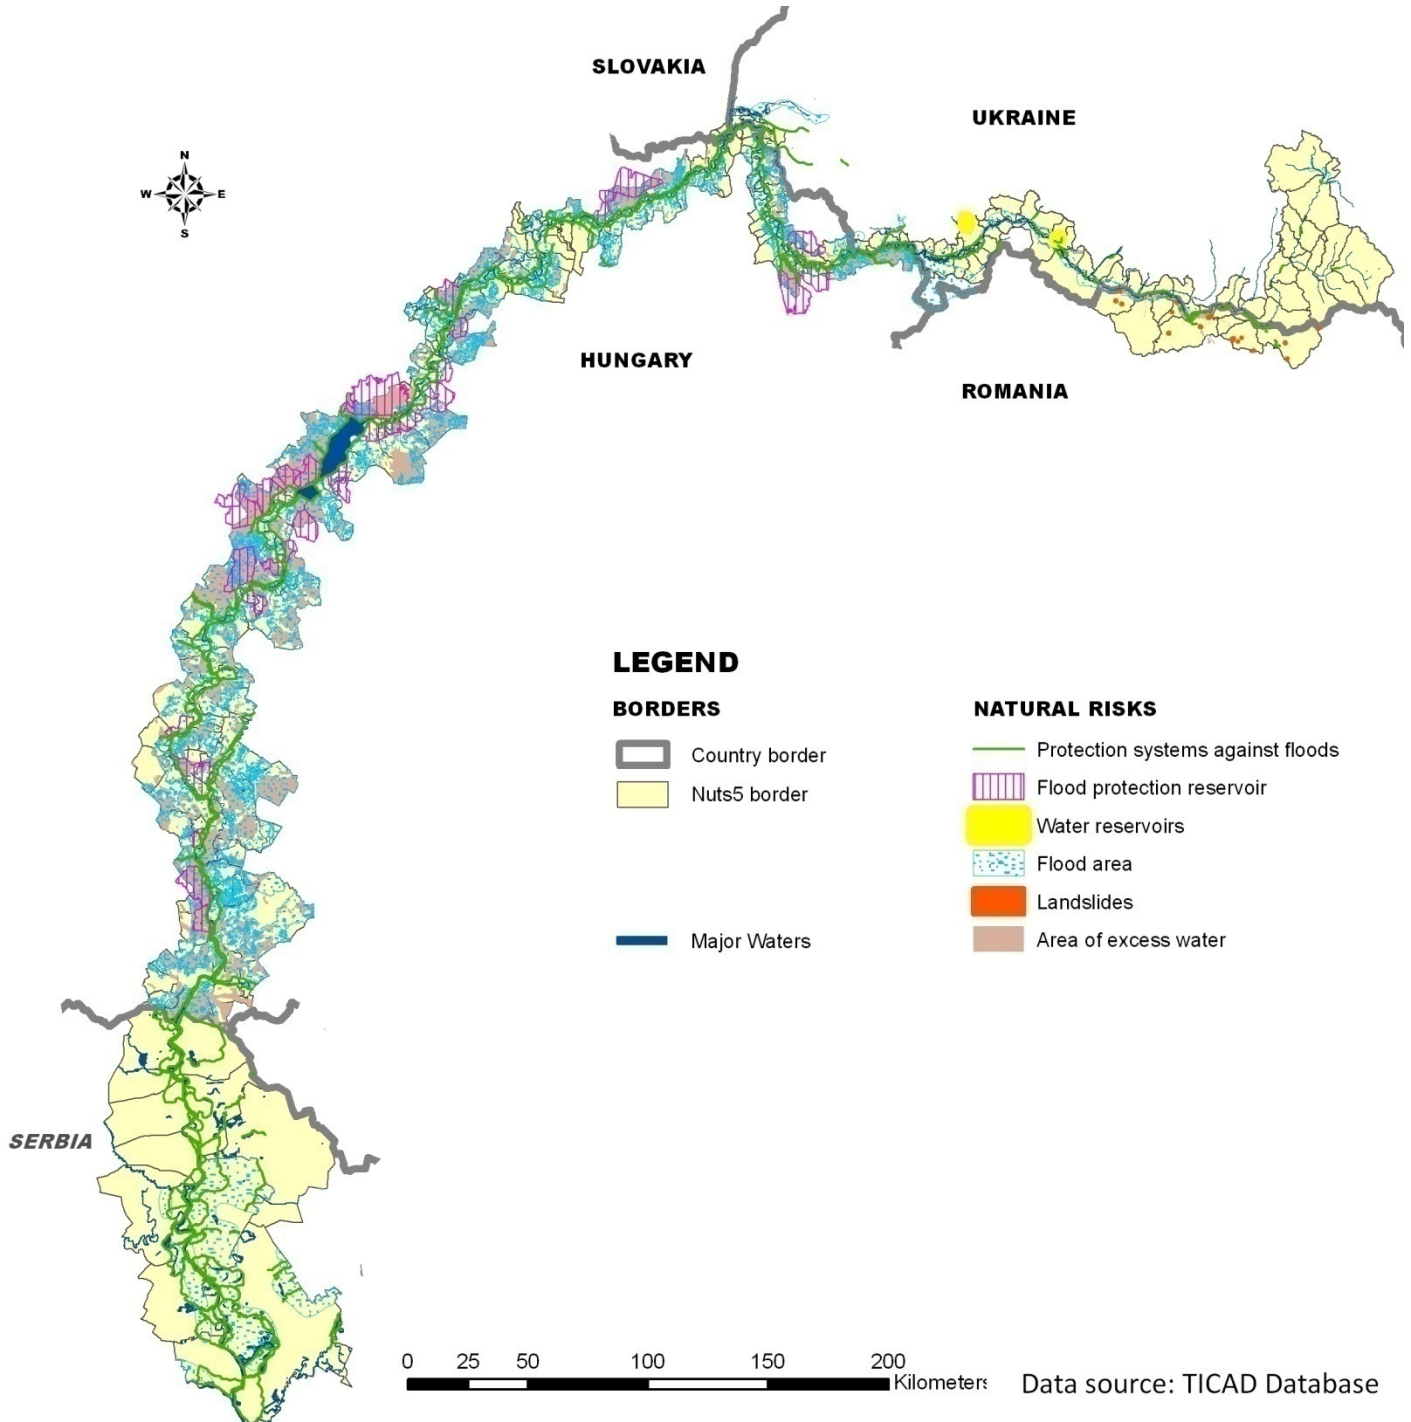 SLOVAKIA
UKRAINE
N
W E
S
HUNGARY
ROMANIA
LEGEND
BORDERS
Country border
Nuts5 border
Major Waters
NATURAL RISKS
Protection systems against floods
Flood protection reservoir
Water reservoirs
Flood area
Landslides
Area of excess water
SERBIA
0 25 50 100 150 200
Kilometers
Data source: TICAD Database